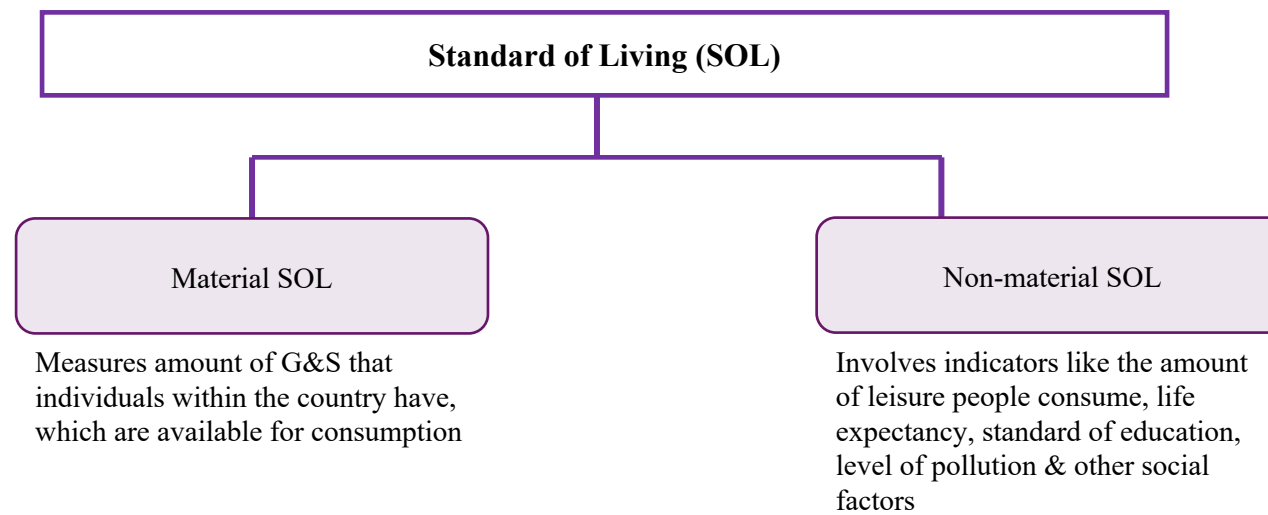 Standard of Living (SOL)
Material SOL
Measures amount of G&S that
individuals within the country have,
which are available for consumption
Non-material SOL
Involves indicators like the amount
of leisure people consume, life
expectancy, standard of education,
level of pollution & other social
factors